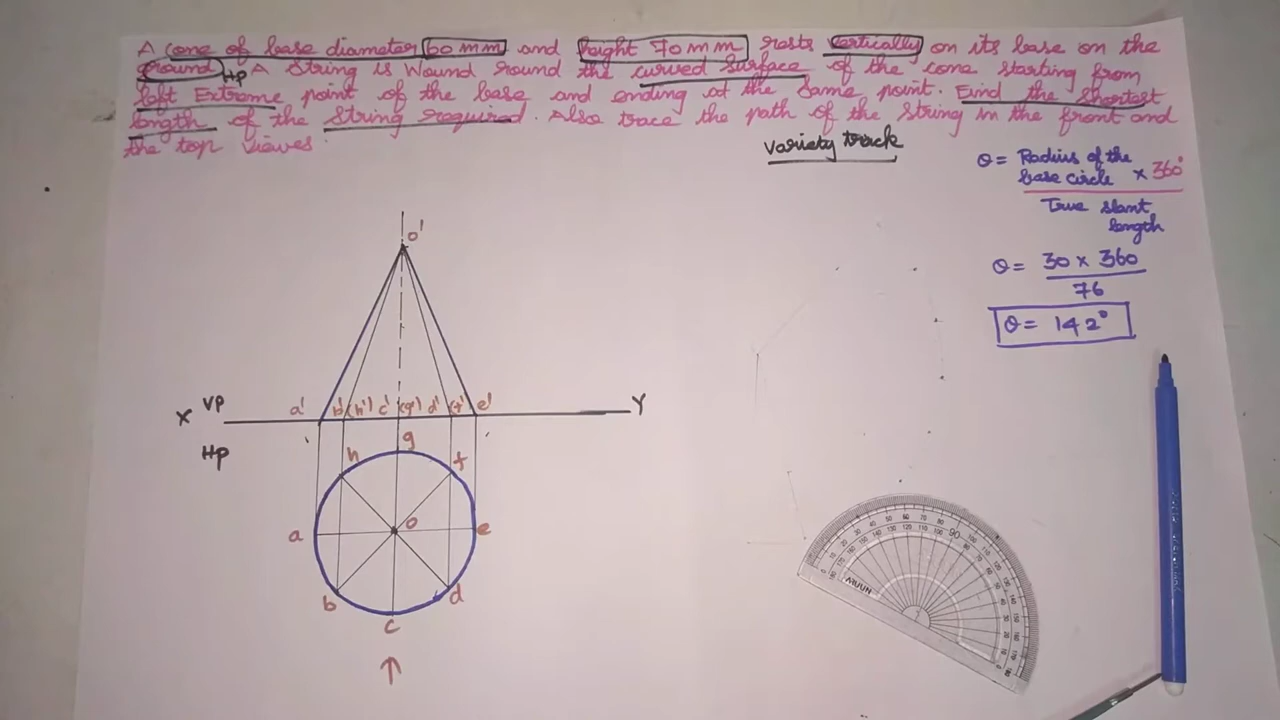 A cone of base diameter 60 mm and height 70 mm rests vertically on its base on the
ground HP A String is Wound round the curved surface of the cone starting from
left Extreme point of the base and ending at the same point. Find the shortest
length of the string required. Also trace the path of the string in the front and
the top views.
variety track
θ = Radius of the
base circle × 360°
True slant
length
θ = 30 × 360
76
θ = 142°
o'
X VP a' b' (h') c' (g') d' (f') e' Y
HP
g
h f
a o e
b d
c